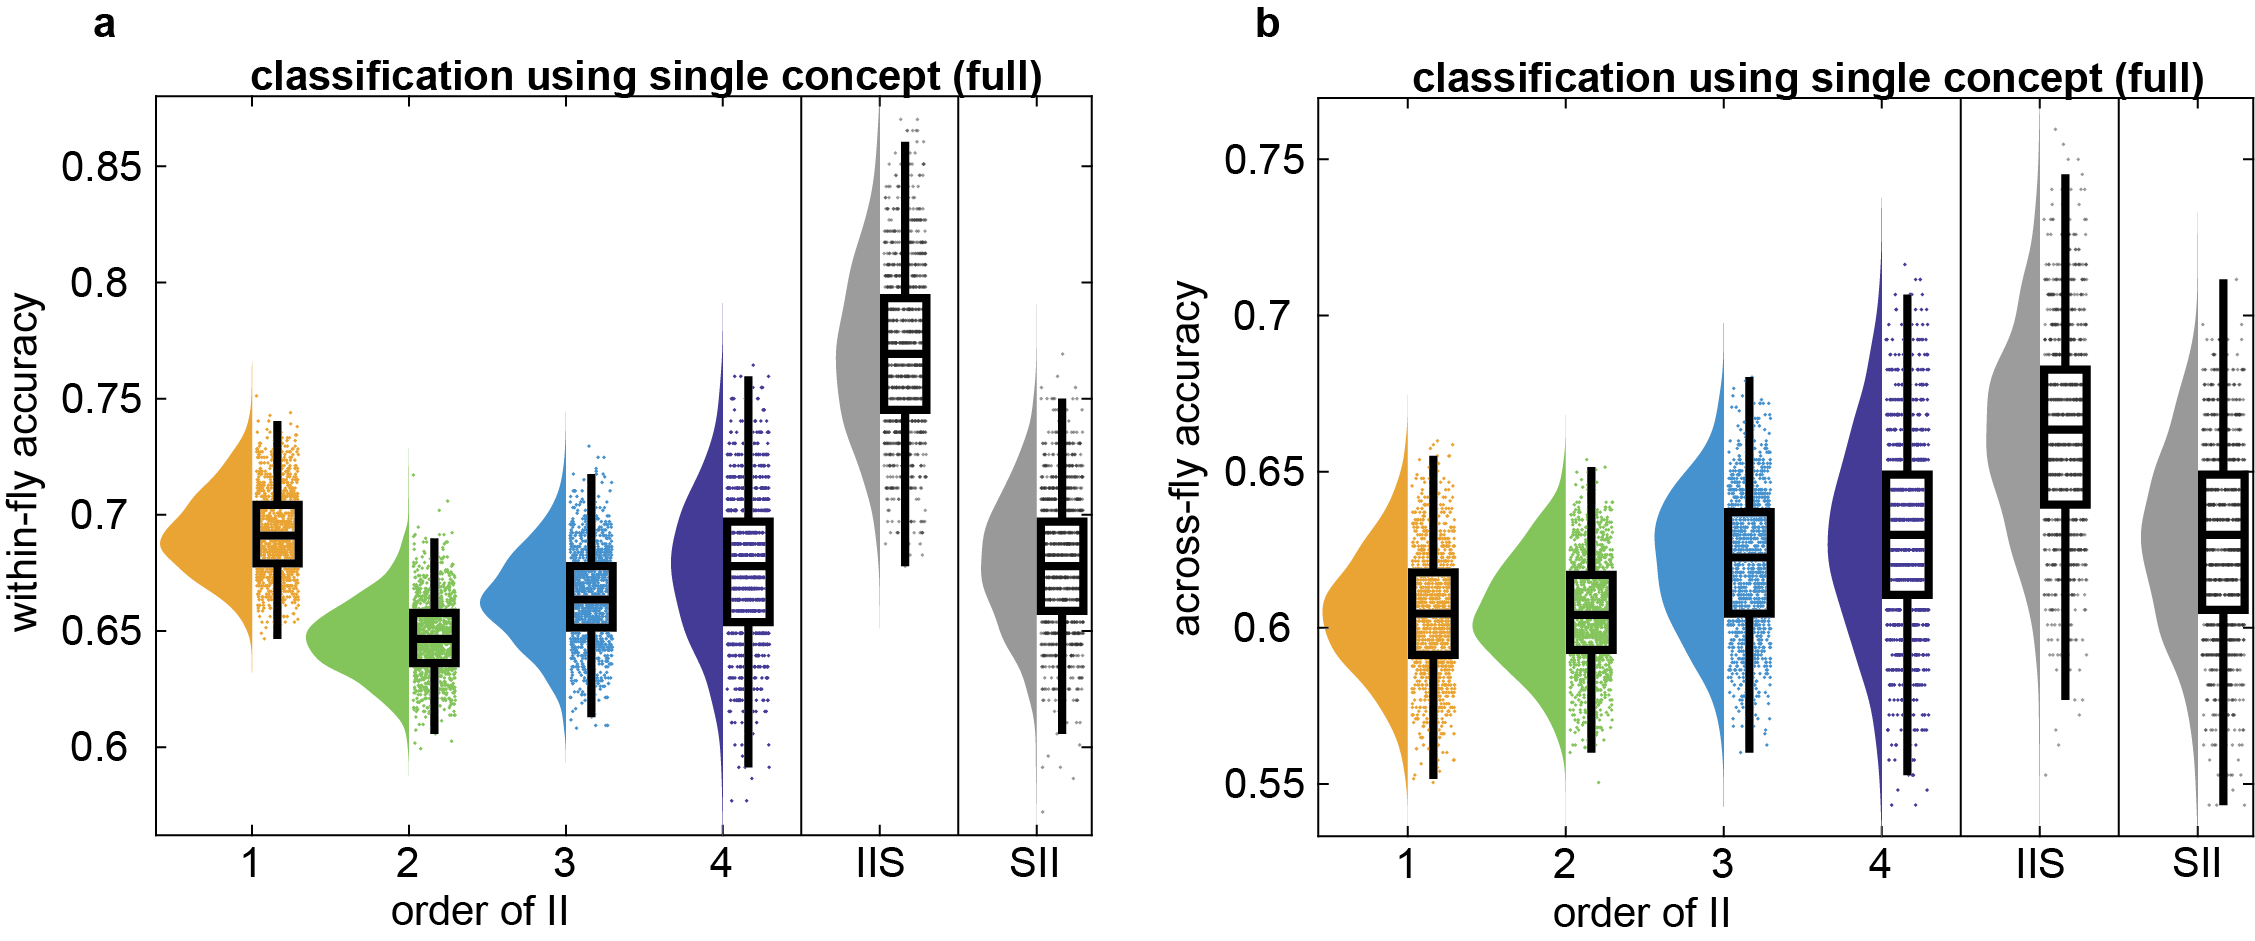 a
classification using single concept (full)
within-fly accuracy
0.85
0.8
0.75
0.7
0.65
0.6
1 2 3 4 IIS SII
order of II
b
classification using single concept (full)
across-fly accuracy
0.75
0.7
0.65
0.6
0.55
1 2 3 4 IIS SII
order of II